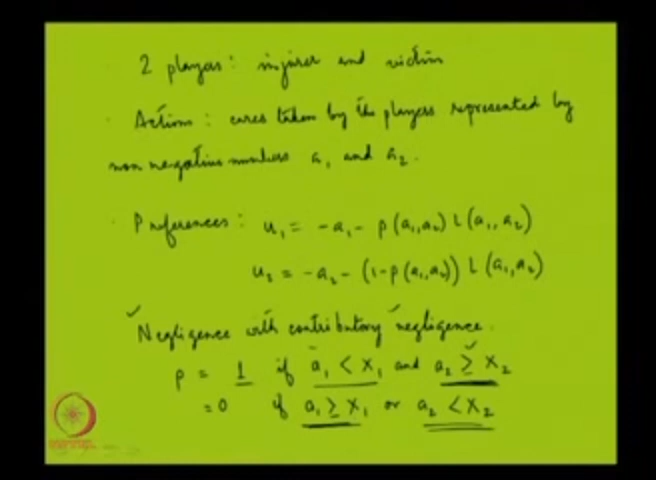 2 players: injurer and victim
Actions: cares taken by the players represented by
non negative numbers a₁ and a₂.
Preferences: u₁ = -a₁ - p(a₁,a₂) L(a₁,a₂)
u₂ = -a₂ - (1-p(a₁,a₂)) L(a₁,a₂)
Negligence with contributory negligence.
p = 1 if a₁ < X₁ and a₂ ≥ X₂
= 0 if a₁ ≥ X₁ or a₂ < X₂